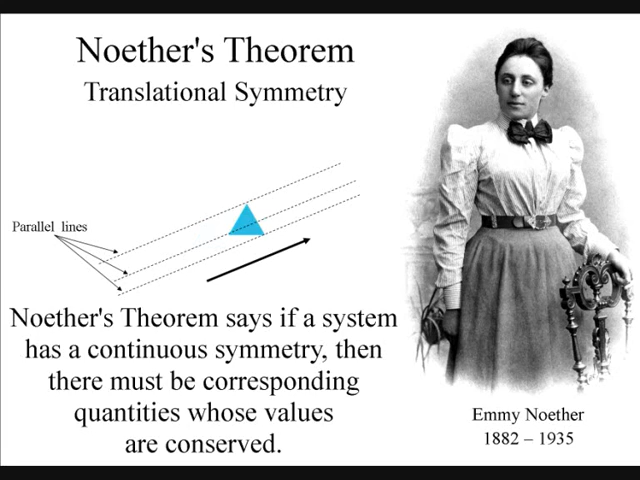 Noether's Theorem
Translational Symmetry
Parallel lines
Noether's Theorem says if a system
has a continuous symmetry, then
there must be corresponding
quantities whose values
are conserved.
Emmy Noether
1882 – 1935